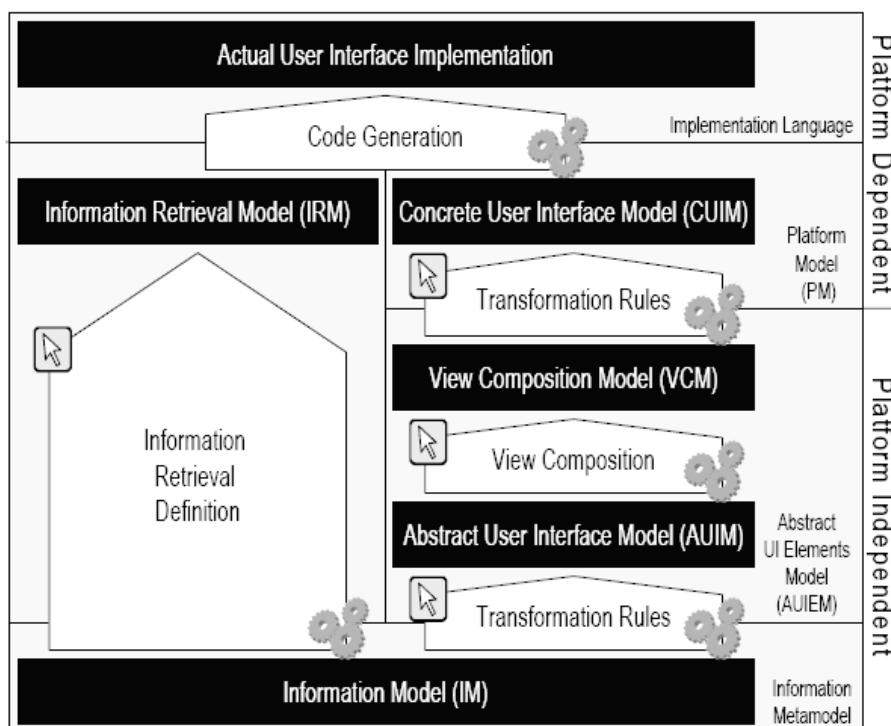 Actual User Interface Implementation
Code Generation
Implementation Language
Platform Dependent
Information Retrieval Model (IRM)
Concrete User Interface Model (CUIM)
Platform
Model
(PM)
Transformation Rules
View Composition Model (VCM)
Platform Independent
Information
Retrieval
Definition
View Composition
Abstract User Interface Model (AUIM)
Abstract
UI Elements
Model
(AUIEM)
Transformation Rules
Information Model (IM)
Information
Metamodel